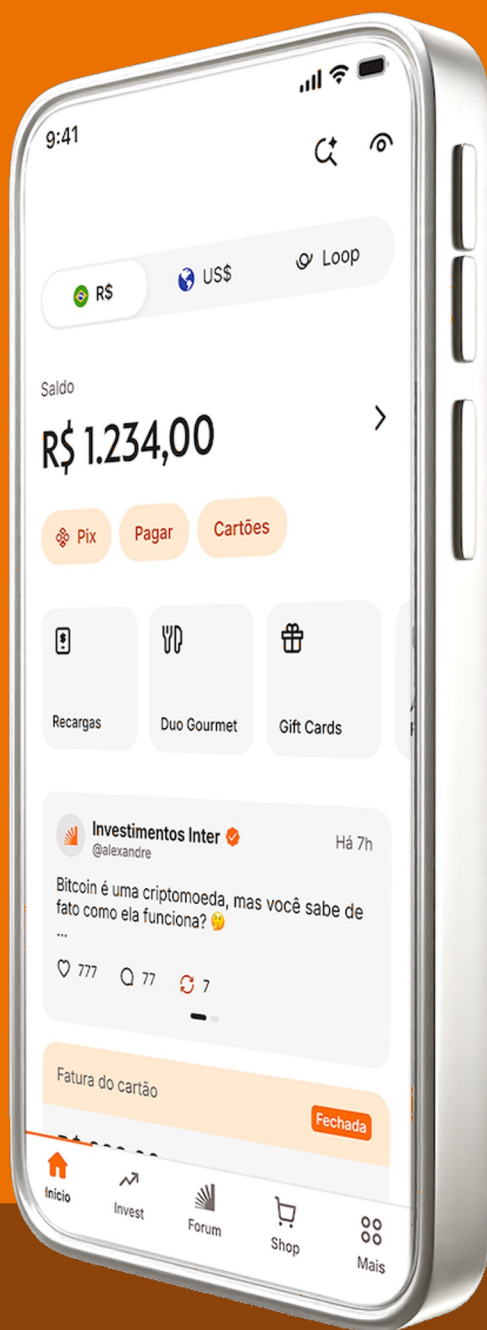 9:41
R$
US$
Loop
Saldo
R$ 1.234,00
Pix
Pagar
Cartões
Recargas
Duo Gourmet
Gift Cards
Investimentos Inter
@alexandre
Há 7h
Bitcoin é uma criptomoeda, mas você sabe de
fato como ela funciona? 🤔
...
777
77
7
Fatura do cartão
Fechada
Início
Invest
Forum
Shop
Mais